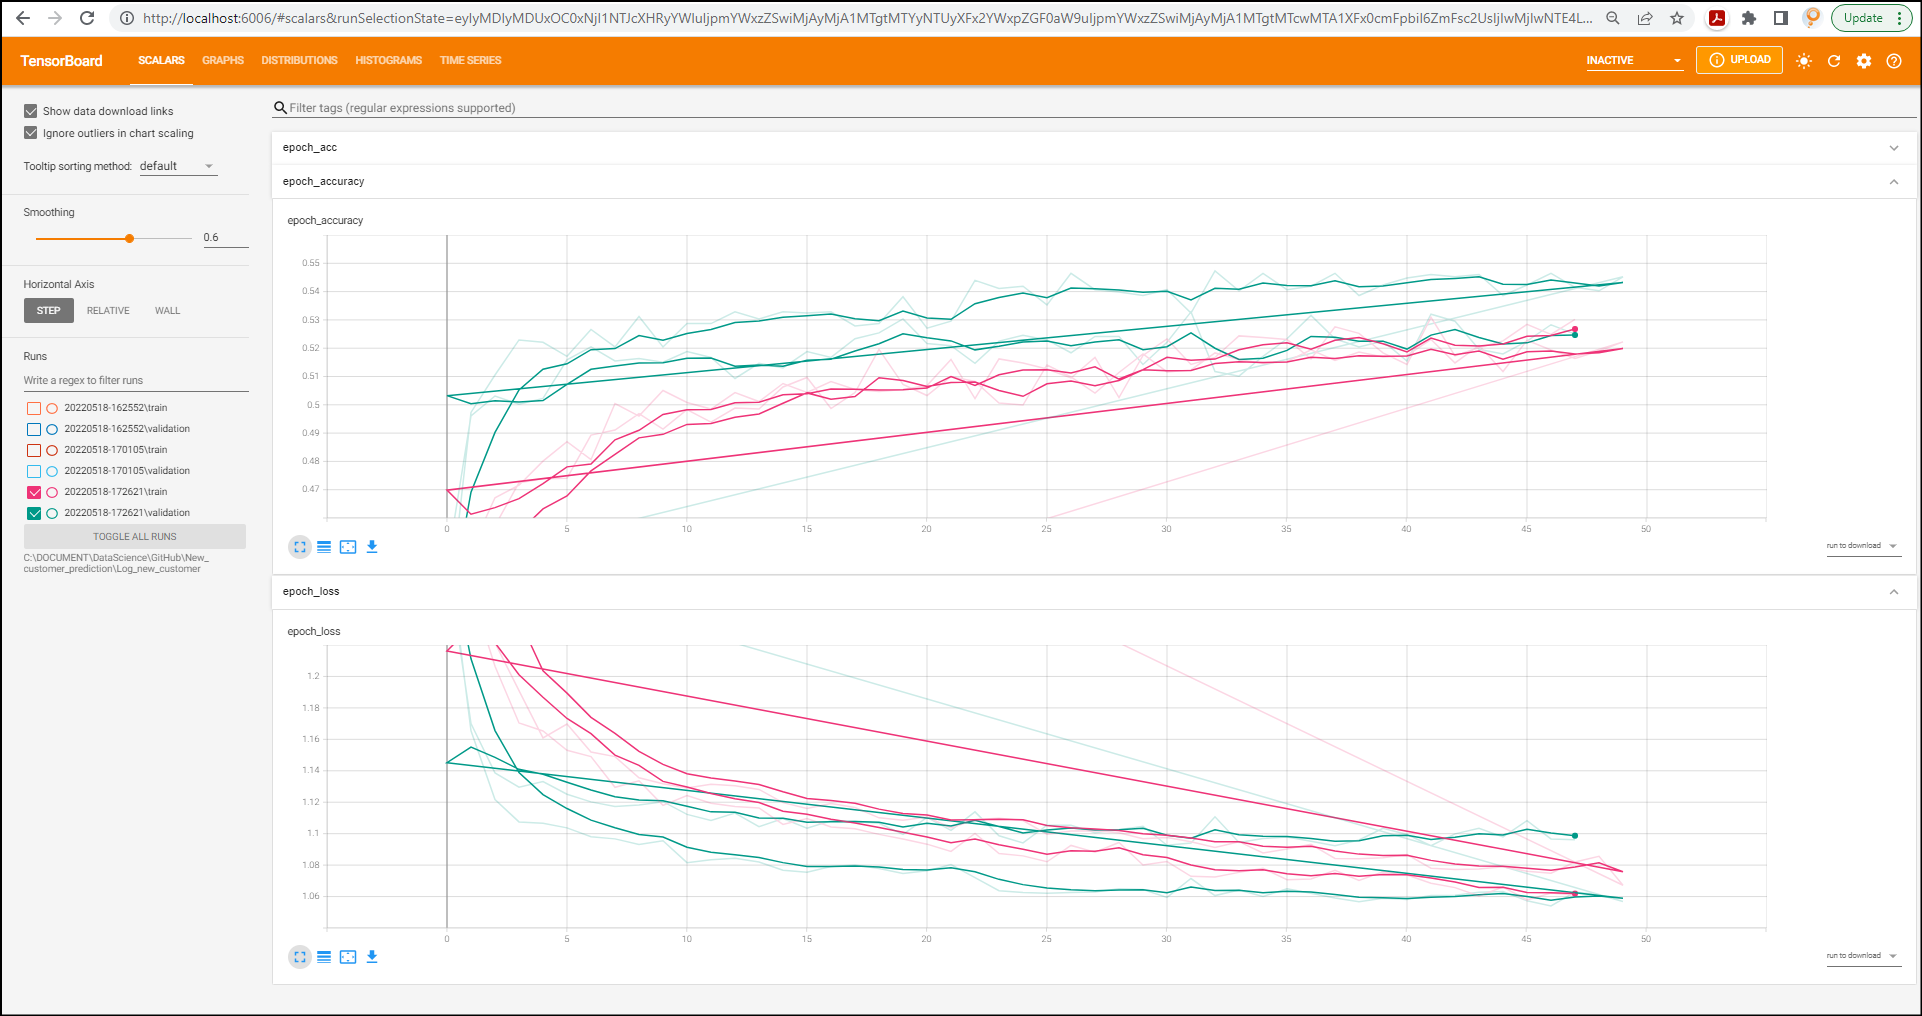 http://localhost:6006/#scalars&runSelectionState=
Update
TensorBoard
SCALARS GRAPHS DISTRIBUTIONS HISTOGRAMS TIME SERIES
INACTIVE
UPLOAD
Show data download links
Ignore outliers in chart scaling
Tooltip sorting method: default
Smoothing
0.6
Horizontal Axis
STEP RELATIVE WALL
Runs
Write a regex to filter runs
20220518-162552\train
20220518-162552\validation
20220518-170105\train
20220518-170105\validation
20220518-172621\train
20220518-172621\validation
TOGGLE ALL RUNS
C:\DOCUMENT\DataScience\GitHub\New_
customer_prediction\Log_new_customer
Filter tags (regular expressions supported)
epoch_acc
epoch_accuracy
epoch_accuracy
0.55
0.54
0.53
0.52
0.51
0.5
0.49
0.48
0.47
0 5 10 15 20 25 30 35 40 45 50
run to download
epoch_loss
epoch_loss
1.2
1.18
1.16
1.14
1.12
1.1
1.08
1.06
0 5 10 15 20 25 30 35 40 45 50
run to download